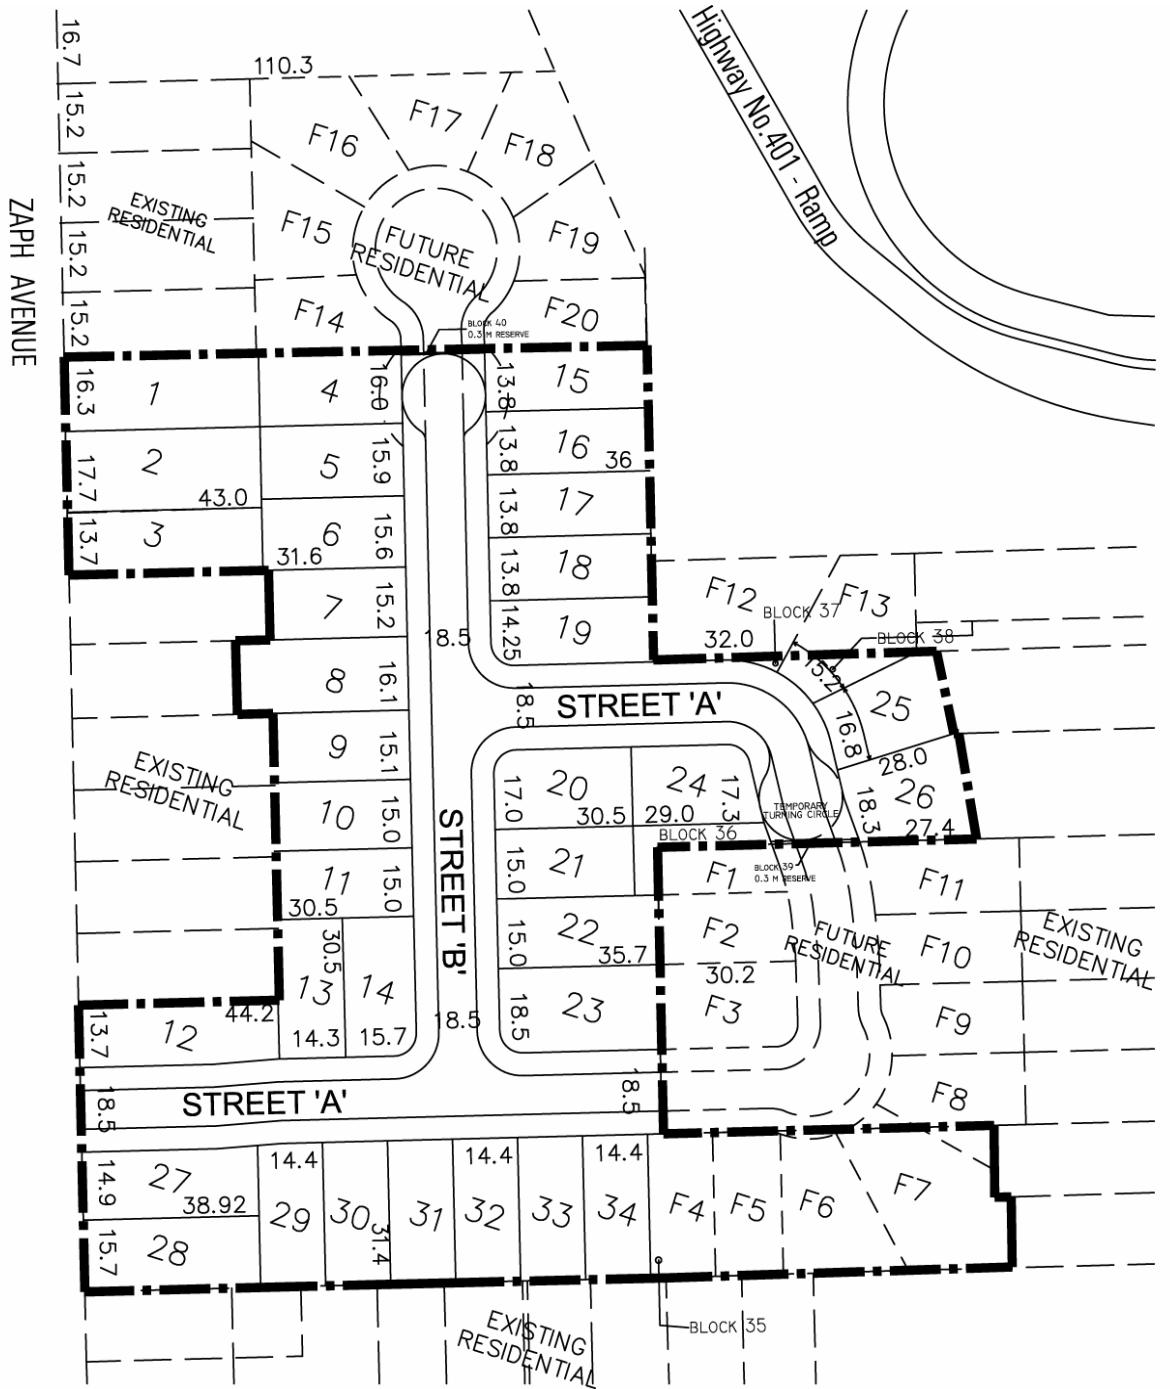 16.7
110.3
Highway No.401 - Ramp
15.2
F17
F16
F18
15.2
EXISTING
RESIDENTIAL
F15
FUTURE
RESIDENTIAL
F19
ZAPH AVENUE
15.2
15.2
F14
BLOCK 40
0.3 M RESERVE
F20
16.3
1
4
16.0
13.8
15
2
5
15.9
13.8
16
36
17.7
43.0
13.8
17
13.7
3
6
15.6
31.6
13.8
18
7
15.2
14.25
19
F12
BLOCK 37
F13
18.5
32.0
BLOCK 38
8
16.1
18.5
STREET 'A'
15.2
25
9
15.1
16.8
EXISTING
RESIDENTIAL
28.0
10
15.0
STREET 'B'
17.0
20
30.5
24
29.0
17.3
TEMPORARY
TURNING CIRCLE
18.3
26
27.4
BLOCK 36
11
15.0
30.5
15.0
21
F1
BLOCK 39
0.3 M RESERVE
F11
30.5
15.0
22
35.7
F2
FUTURE
RESIDENTIAL
F10
EXISTING
RESIDENTIAL
30.2
13
14
44.2
18.5
18.5
23
F3
F9
13.7
12
14.3
15.7
18.5
STREET 'A'
18.5
F8
14.9
27
38.92
14.4
14.4
14.4
F7
15.7
28
29
30
31.4
31
32
33
34
F4
F5
F6
EXISTING
RESIDENTIAL
BLOCK 35